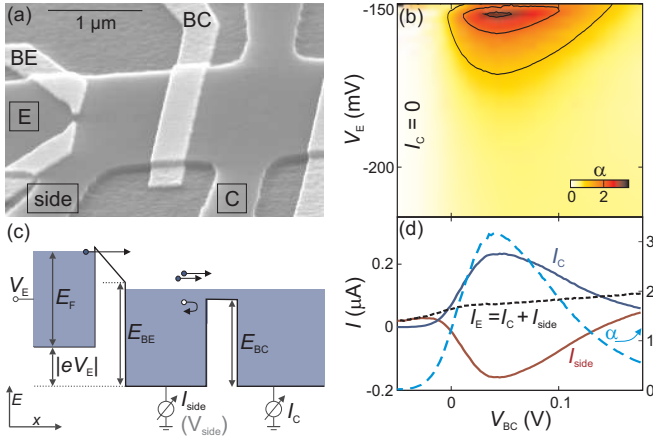 (a)
1 μm
BC
BE
E
side
C
(b)
-150
V_E (mV)
-200
I_C = 0
α
0 2
(c)
V_E
E_F
|eV_E|
E_BE
E_BC
E
x
I_side
(V_side)
I_C
(d)
I (μA)
0.2
-0.2
I_C
I_E = I_C + I_side
α
I_side
3
2
1
0
0 0.1
V_BC (V)